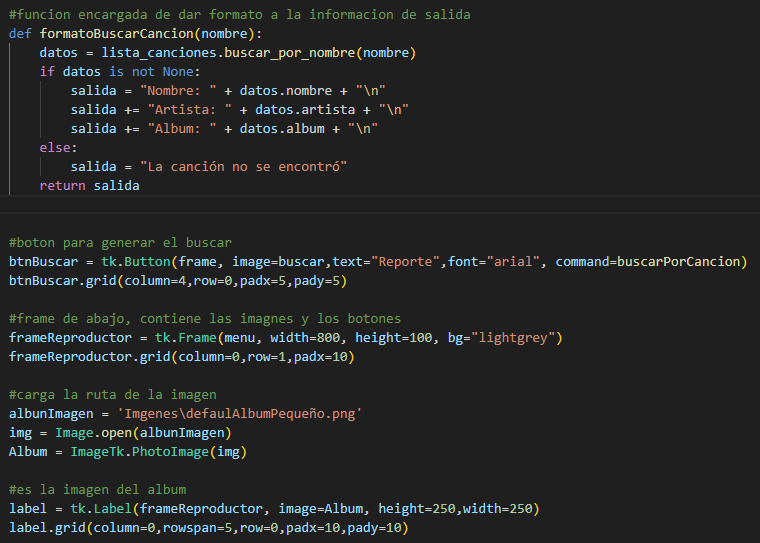 #funcion encargada de dar formato a la informacion de salida
def formatoBuscarCancion(nombre):
    datos = lista_canciones.buscar_por_nombre(nombre)
    if datos is not None:
        salida = "Nombre: " + datos.nombre + "\n"
        salida += "Artista: " + datos.artista + "\n"
        salida += "Album: " + datos.album + "\n"
    else:
        salida = "La canción no se encontró"
    return salida
#boton para generar el buscar
btnBuscar = tk.Button(frame, image=buscar,text="Reporte",font="arial", command=buscarPorCancion)
btnBuscar.grid(column=4,row=0,padx=5,pady=5)
#frame de abajo, contiene las imagnes y los botones
frameReproductor = tk.Frame(menu, width=800, height=100, bg="lightgrey")
frameReproductor.grid(column=0,row=1,padx=10)
#carga la ruta de la imagen
albunImagen = 'Imgenes\defaulAlbumPequeño.png'
img = Image.open(albunImagen)
Album = ImageTk.PhotoImage(img)
#es la imagen del album
label = tk.Label(frameReproductor, image=Album, height=250,width=250)
label.grid(column=0,rowspan=5,row=0,padx=10,pady=10)